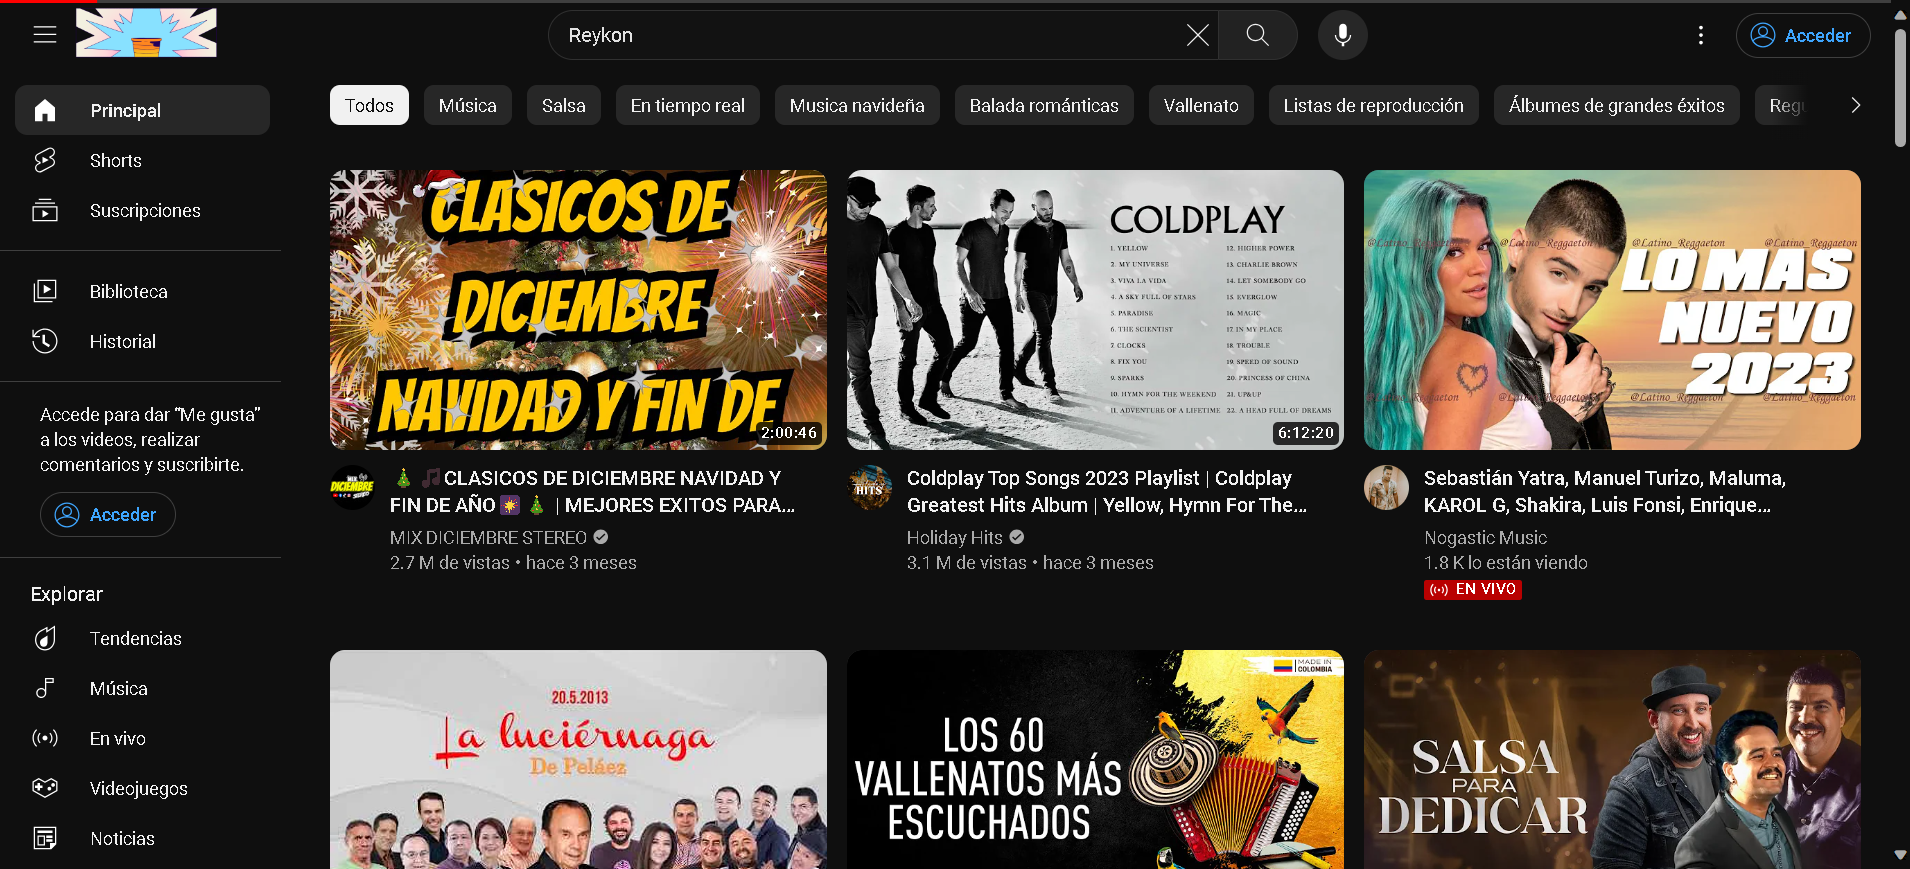 Reykon
Acceder
Principal
Shorts
Suscripciones
Biblioteca
Historial
Accede para dar “Me gusta”
a los videos, realizar
comentarios y suscribirte.
Acceder
Explorar
Tendencias
Música
En vivo
Videojuegos
Noticias
Todos
Música
Salsa
En tiempo real
Musica navideña
Balada románticas
Vallenato
Listas de reproducción
Álbumes de grandes éxitos
CLASICOS DE
DICIEMBRE
NAVIDAD Y FIN DE
2:00:46
MIX
DICIEMBRE
🎄 🎵CLASICOS DE DICIEMBRE NAVIDAD Y
FIN DE AÑO🎇 🎄 | MEJORES EXITOS PARA...
MIX DICIEMBRE STEREO
2.7 M de vistas • hace 3 meses
COLDPLAY
1. YELLOW
2. MY UNIVERSE
3. VIVA LA VIDA
4. A SKY FULL OF STARS
5. PARADISE
6. THE SCIENTIST
7. CLOCKS
8. FIX YOU
9. SPARKS
10. HYMN FOR THE WEEKEND
11. ADVENTURE OF A LIFETIME
12. HIGHER POWER
13. CHARLIE BROWN
14. LET SOMEBODY GO
15. EVERGLOW
16. MAGIC
17. IN MY PLACE
18. TROUBLE
19. SPEED OF SOUND
20. PRINCESS OF CHINA
21. UP&UP
22. A HEAD FULL OF DREAMS
6:12:20
HITS
Coldplay Top Songs 2023 Playlist | Coldplay
Greatest Hits Album | Yellow, Hymn For The...
Holiday Hits
3.1 M de vistas • hace 3 meses
@Latino_Reggaeton @Latino_Reggaeton @Latino_Reggaeton @Latino_Reggaeton
LO MAS
NUEVO
2023
@Latino_Reggaeton @Latino_Reggaeton @Latino_Reggaeton @Latino_Reggaeton
Sebastián Yatra, Manuel Turizo, Maluma,
KAROL G, Shakira, Luis Fonsi, Enrique...
Nogastic Music
1.8 K lo están viendo
EN VIVO
20.5.2013
La luciérnaga
De Peláez
MADE IN
COLOMBIA
LOS 60
VALLENATOS MÁS
ESCUCHADOS
SALSA
PARA
DEDICAR